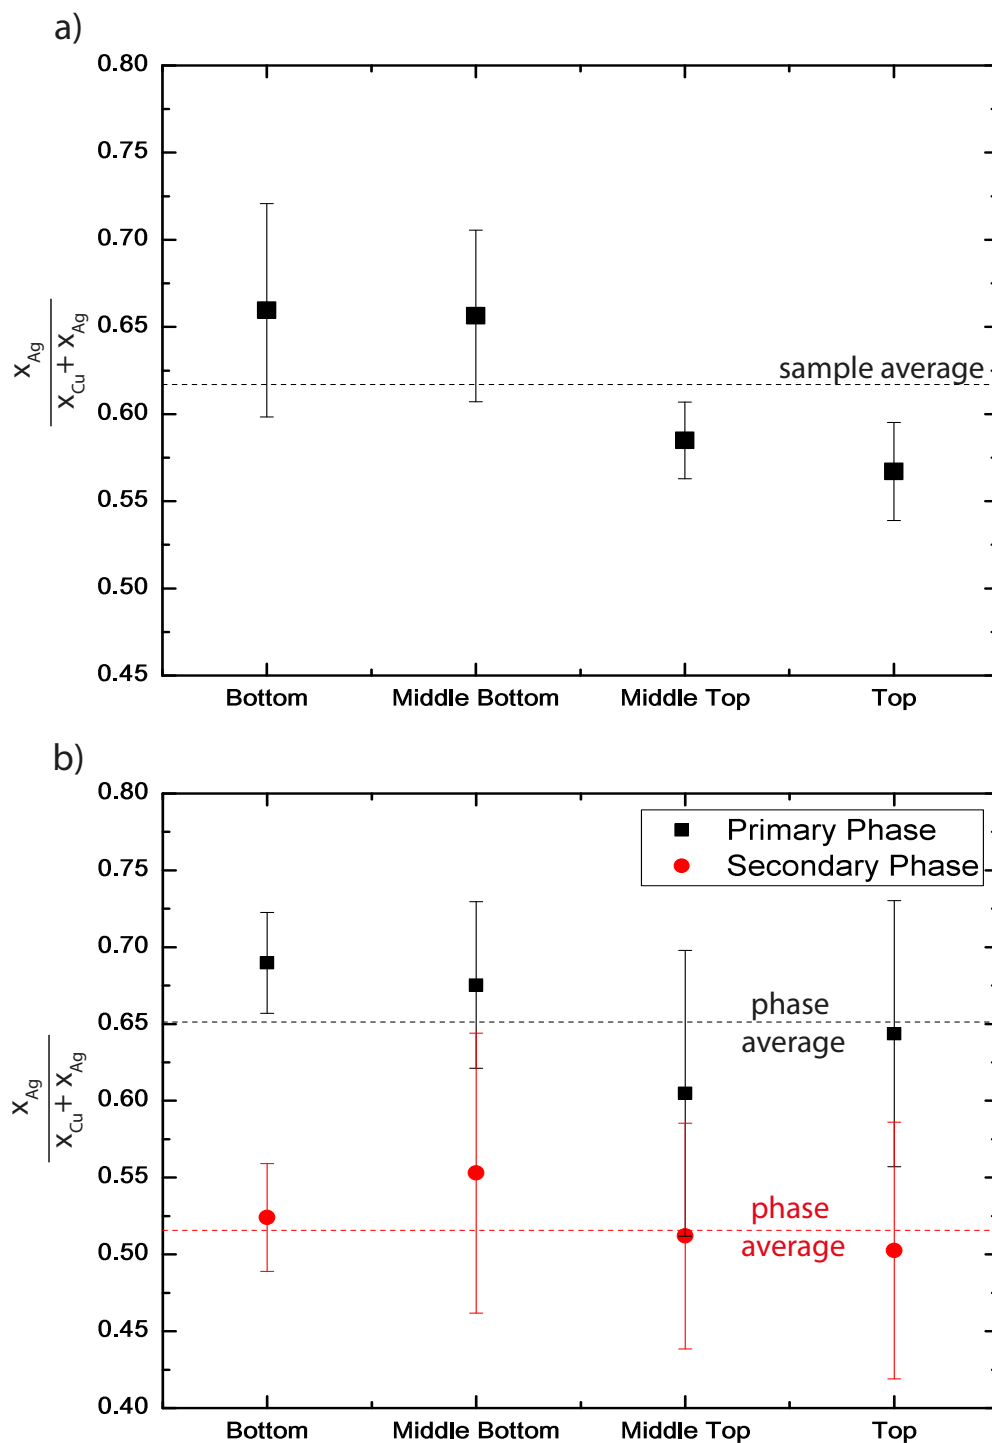 a)
0.80
0.75
0.70
0.65
0.60
0.55
0.50
0.45
x_Ag
x_Cu + x_Ag
sample average
Bottom Middle Bottom Middle Top Top
b)
0.80
0.75
0.70
0.65
0.60
0.55
0.50
0.45
0.40
x_Ag
x_Cu + x_Ag
Primary Phase
Secondary Phase
phase
average
phase
average
Bottom Middle Bottom Middle Top Top